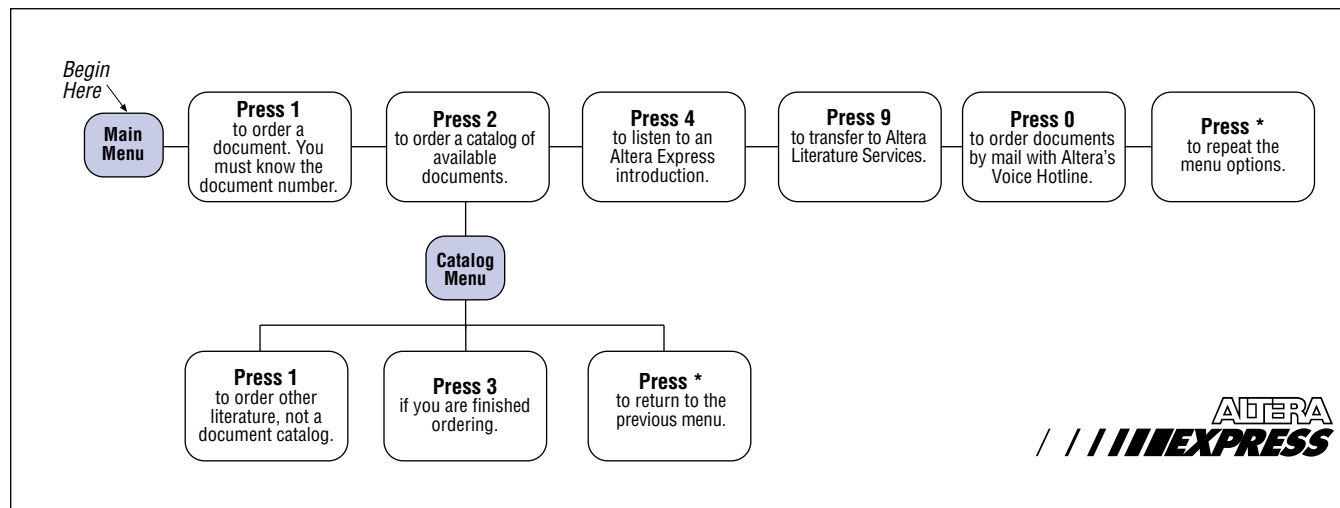 Begin
Here
Main
Menu
Press 1
to order a
document. You
must know the
document number.
Press 2
to order a catalog of
available
documents.
Press 4
to listen to an
Altera Express
introduction.
Press 9
to transfer to Altera
Literature Services.
Press 0
to order documents
by mail with Altera's
Voice Hotline.
Press *
to repeat the
menu options.
Catalog
Menu
Press 1
to order other
literature, not a
document catalog.
Press 3
if you are finished
ordering.
Press *
to return to the
previous menu.
ALTERA
EXPRESS